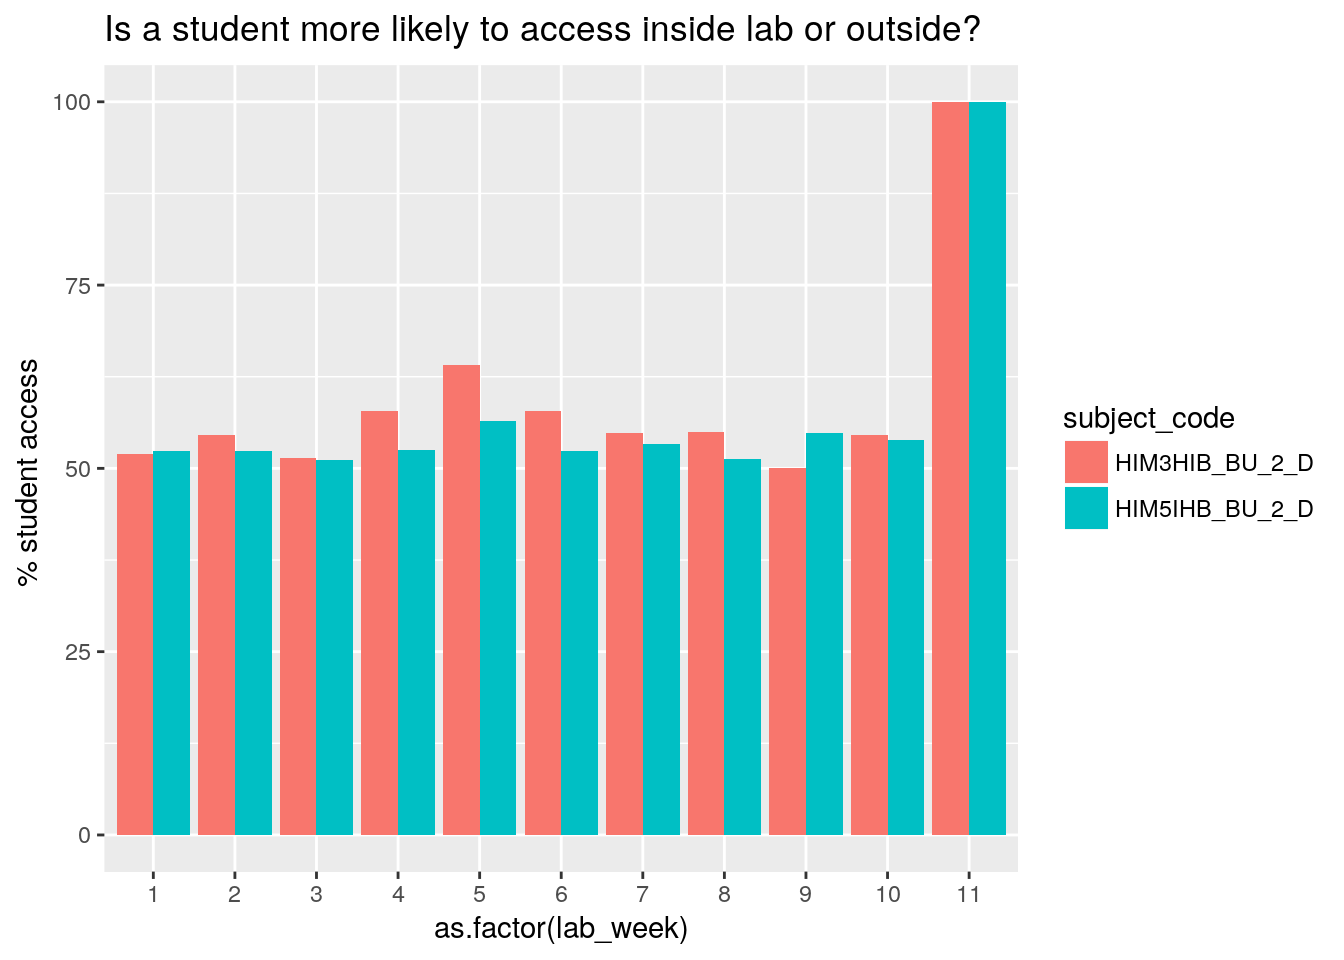 Is a student more likely to access inside lab or outside?
100
75
50
25
0
% student access
1 2 3 4 5 6 7 8 9 10 11
as.factor(lab_week)
subject_code
HIM3HIB_BU_2_D
HIM5IHB_BU_2_D